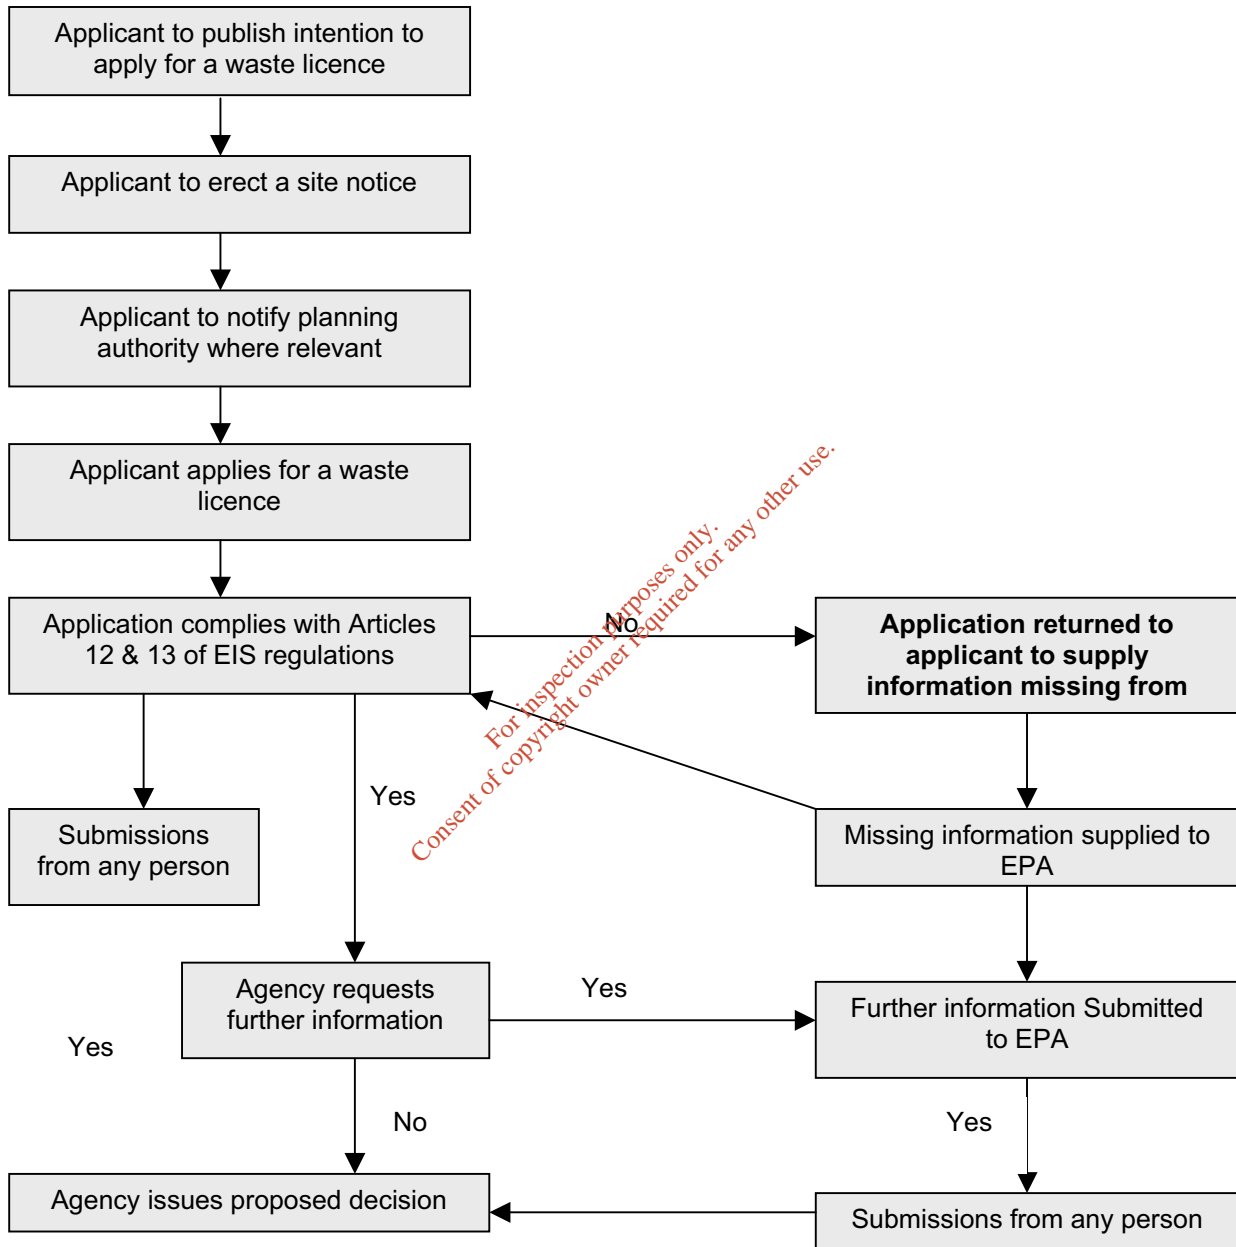 Applicant to publish intention to
apply for a waste licence
Applicant to erect a site notice
Applicant to notify planning
authority where relevant
Applicant applies for a waste
licence
Application complies with Articles
12 & 13 of EIS regulations
No
Application returned to
applicant to supply
information missing from
For inspection purposes only.
Consent of copyright owner required for any other use.
Yes
Submissions
from any person
Missing information supplied to
EPA
Agency requests
further information
Yes
Further information Submitted
to EPA
Yes
No
Yes
Agency issues proposed decision
Submissions from any person